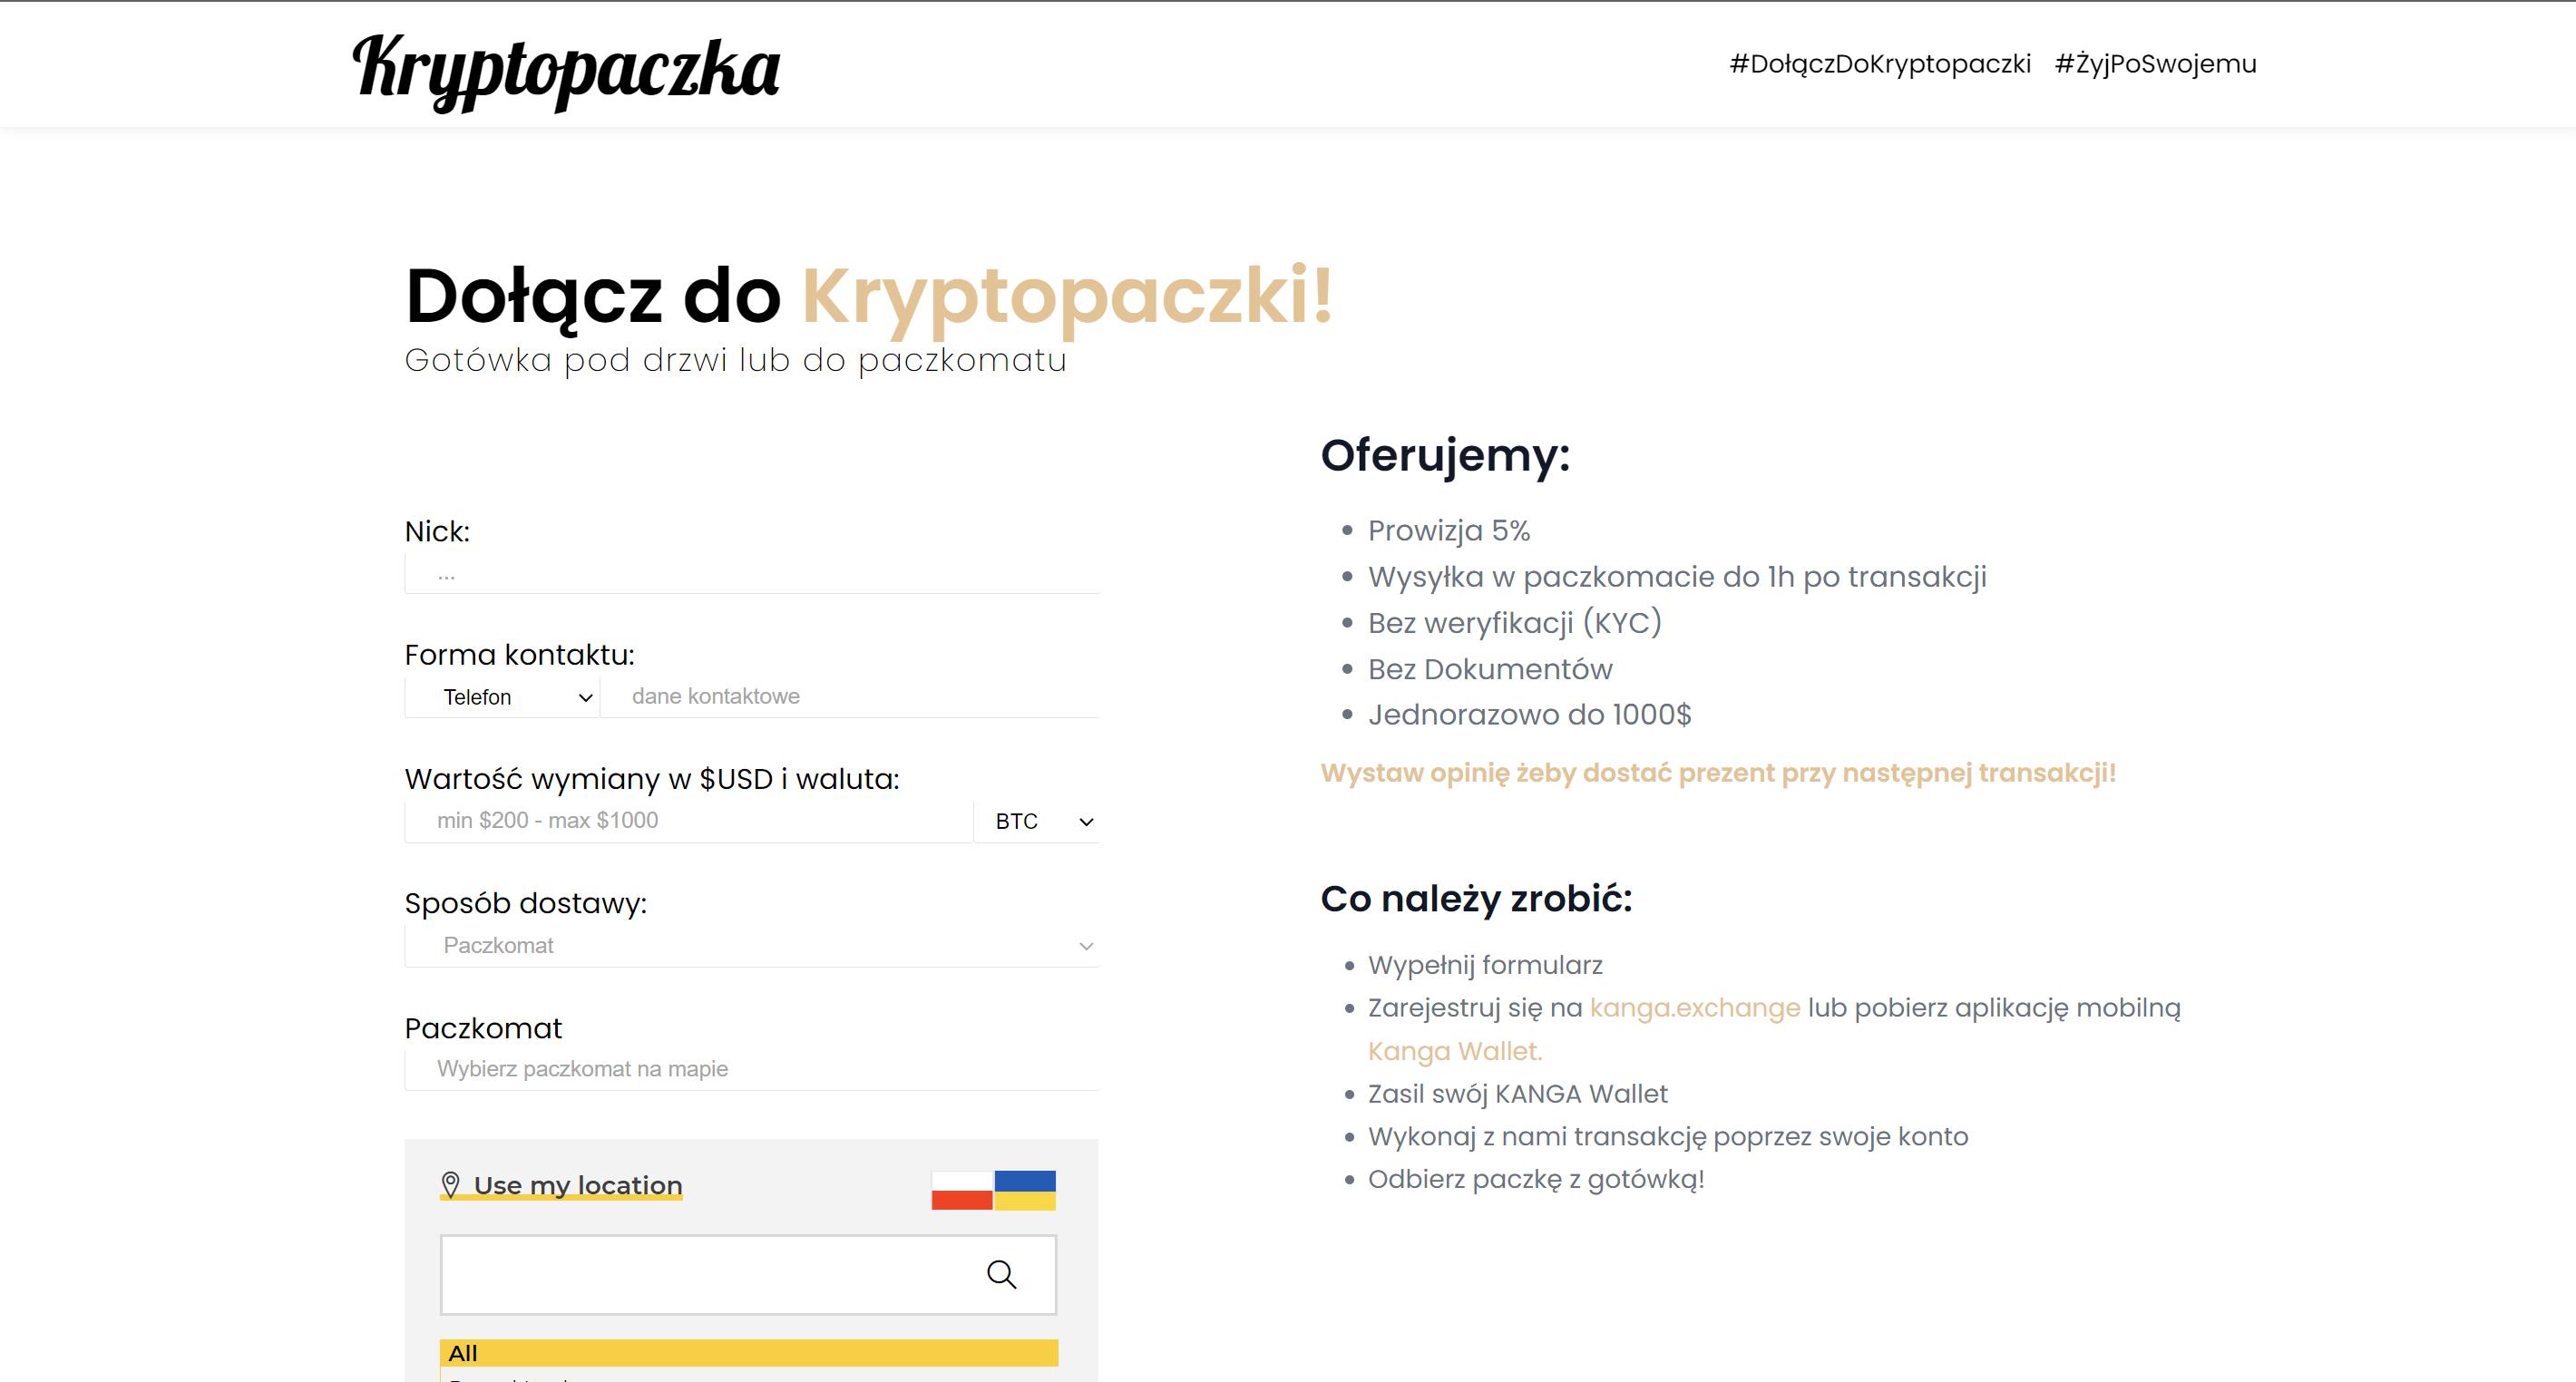 Kryptopaczka
#DołączDoKryptopaczki #ŻyjPoSwojemu
Dołącz do Kryptopaczki!
Gotówka pod drzwi lub do paczkomatu
Nick:
...
Forma kontaktu:
Telefon dane kontaktowe
Wartość wymiany w $USD i waluta:
min $200 - max $1000 BTC
Sposób dostawy:
Paczkomat
Paczkomat
Wybierz paczkomat na mapie
Use my location
All
Oferujemy:
Prowizja 5%
Wysyłka w paczkomacie do 1h po transakcji
Bez weryfikacji (KYC)
Bez Dokumentów
Jednorazowo do 1000$
Wystaw opinię żeby dostać prezent przy następnej transakcji!
Co należy zrobić:
Wypełnij formularz
Zarejestruj się na kanga.exchange lub pobierz aplikację mobilną
Kanga Wallet.
Zasil swój KANGA Wallet
Wykonaj z nami transakcję poprzez swoje konto
Odbierz paczkę z gotówką!